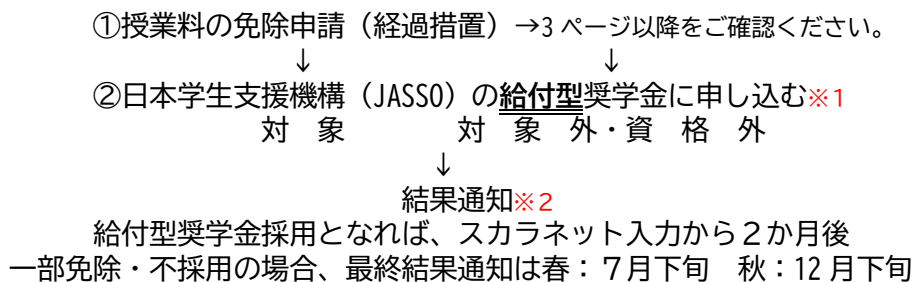 ①授業料の免除申請（経過措置）→3 ページ以降をご確認ください。
↓ ↓
②日本学生支援機構（JASSO）の給付型奨学金に申し込む※1
対 象 対 象 外・資 格 外
↓
結果通知※2
給付型奨学金採用となれば、スカラネット入力から２か月後
一部免除・不採用の場合、最終結果通知は春：７月下旬 秋：12 月下旬